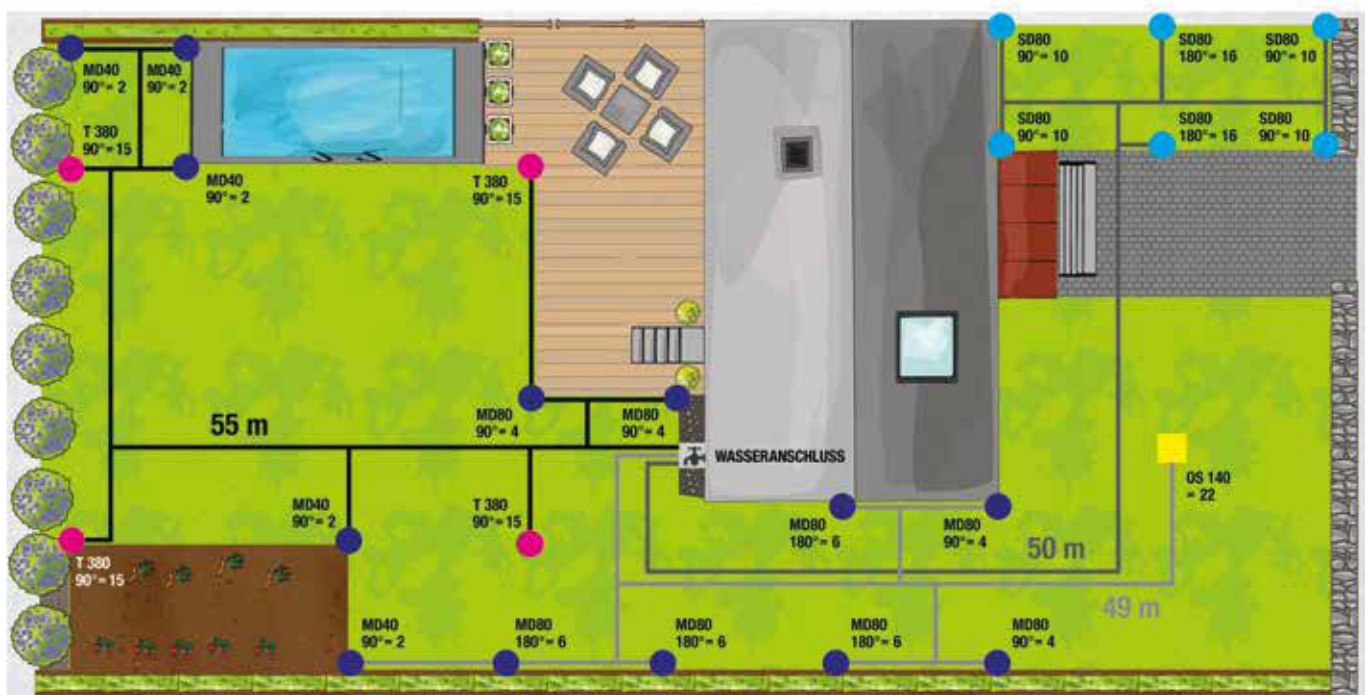 MD40
90°= 2
MD40
90°= 2
SD80
90°= 10
SD80
180°= 16
SD80
90°= 10
T 380
90°= 15
SD80
90°= 10
SD80
180°= 16
SD80
90°= 10
MD40
90°= 2
T 380
90°= 15
55 m
MD80
90°= 4
MD80
90°= 4
WASSERANSCHLUSS
OS 140
= 22
MD40
90°= 2
T 380
90°= 15
MD80
180°= 6
MD80
90°= 4
50 m
T 380
90°= 15
49 m
MD40
90°= 2
MD80
180°= 6
MD80
180°= 6
MD80
180°= 6
MD80
90°= 4